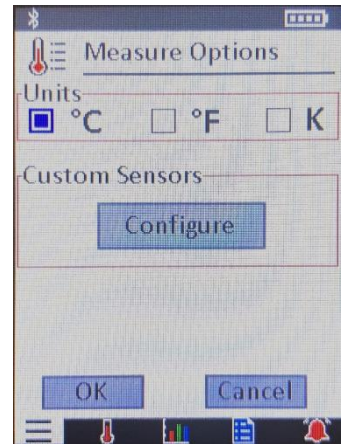 Measure Options
Units
°C °F K
Custom Sensors
Configure
OK Cancel